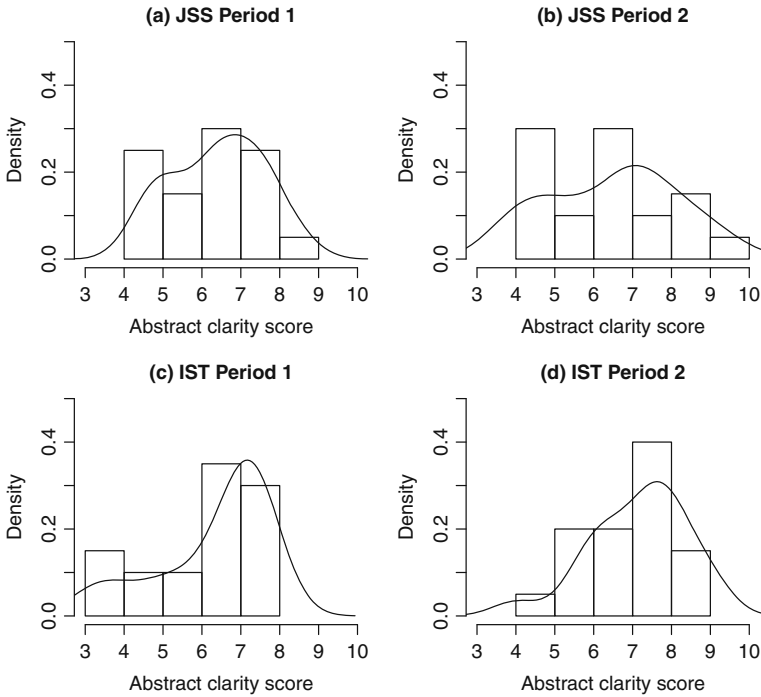 (a) JSS Period 1
Density
0.0 0.2 0.4
3 4 5 6 7 8 9 10
Abstract clarity score
(b) JSS Period 2
Density
0.0 0.2 0.4
3 4 5 6 7 8 9 10
Abstract clarity score
(c) IST Period 1
Density
0.0 0.2 0.4
3 4 5 6 7 8 9 10
Abstract clarity score
(d) IST Period 2
Density
0.0 0.2 0.4
3 4 5 6 7 8 9 10
Abstract clarity score